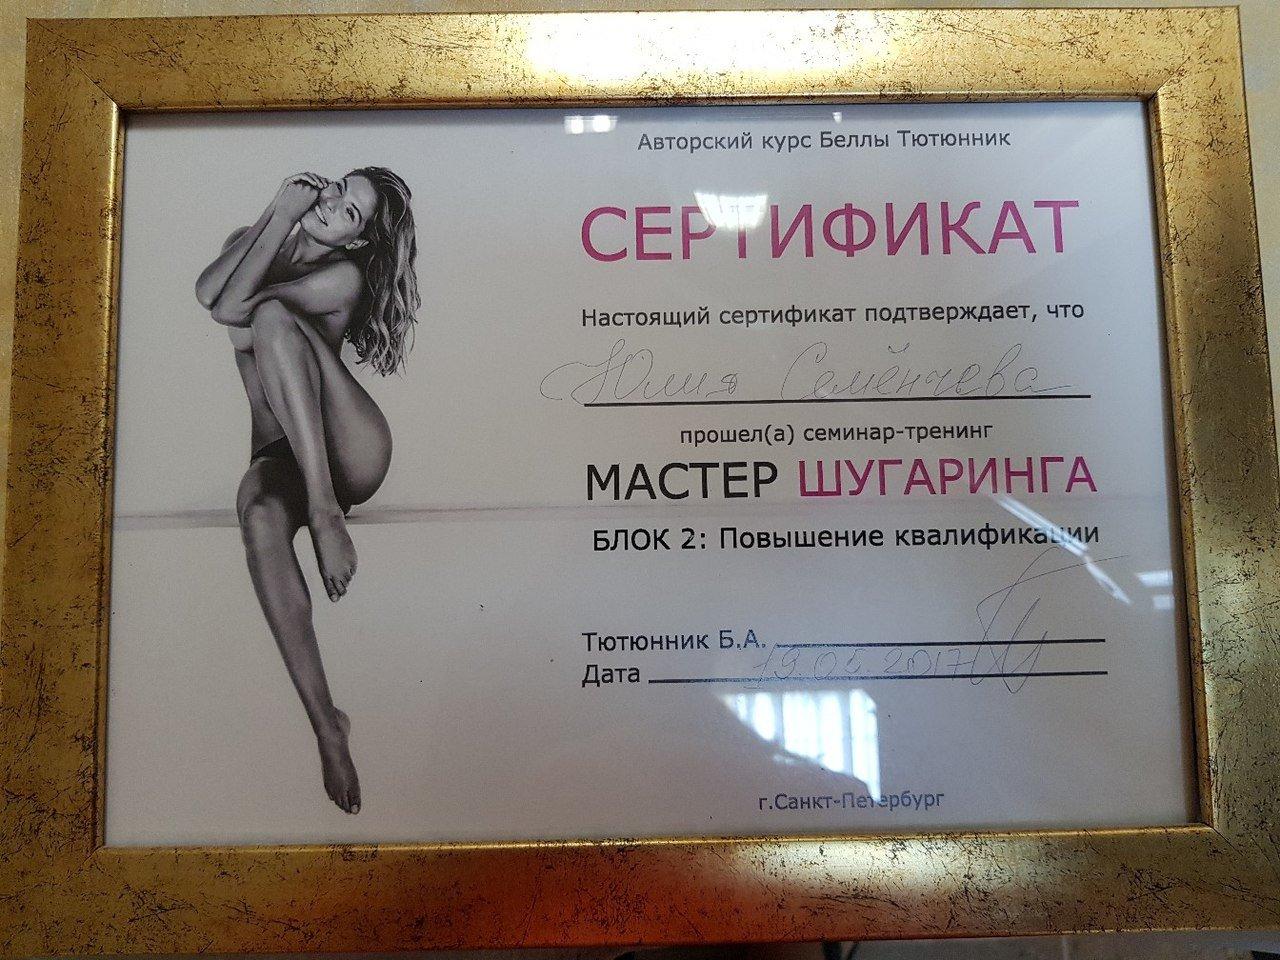 Авторский курс Беллы Тютюнник
СЕРТИФИКАТ
Настоящий сертификат подтверждает, что
Юлия Семёнчева
прошел(а) семинар-тренинг
МАСТЕР ШУГАРИНГА
БЛОК 2: Повышение квалификации
Тютюнник Б.А.
Дата 19.05.2017
г.Санкт-Петербург